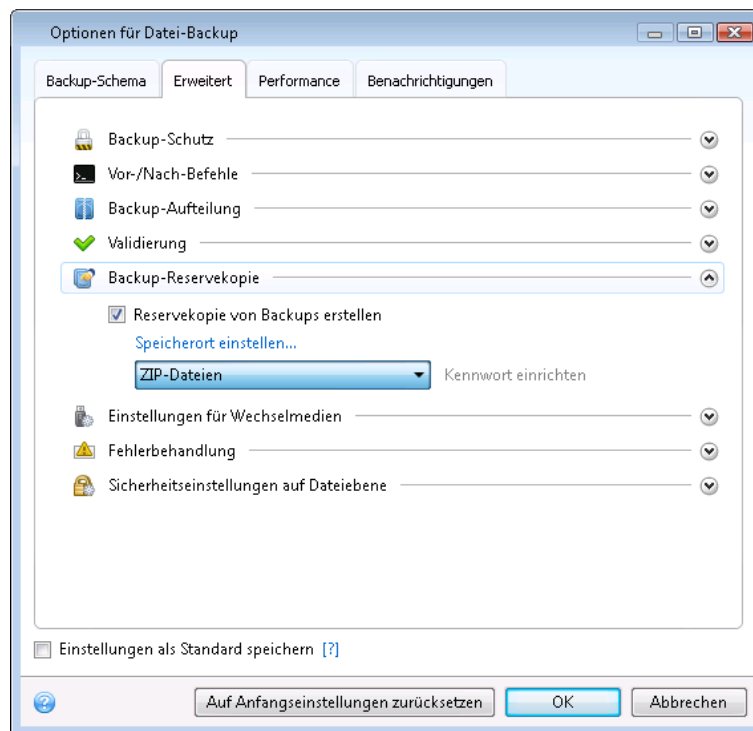 Optionen für Datei-Backup
Backup-Schema Erweitert Performance Benachrichtigungen
Backup-Schutz
Vor-/Nach-Befehle
Backup-Aufteilung
Validierung
Backup-Reservekopie
Reservekopie von Backups erstellen
Speicherort einstellen...
ZIP-Dateien Kennwort einrichten
Einstellungen für Wechselmedien
Fehlerbehandlung
Sicherheitseinstellungen auf Dateiebene
Einstellungen als Standard speichern [?]
Auf Anfangseinstellungen zurücksetzen OK Abbrechen